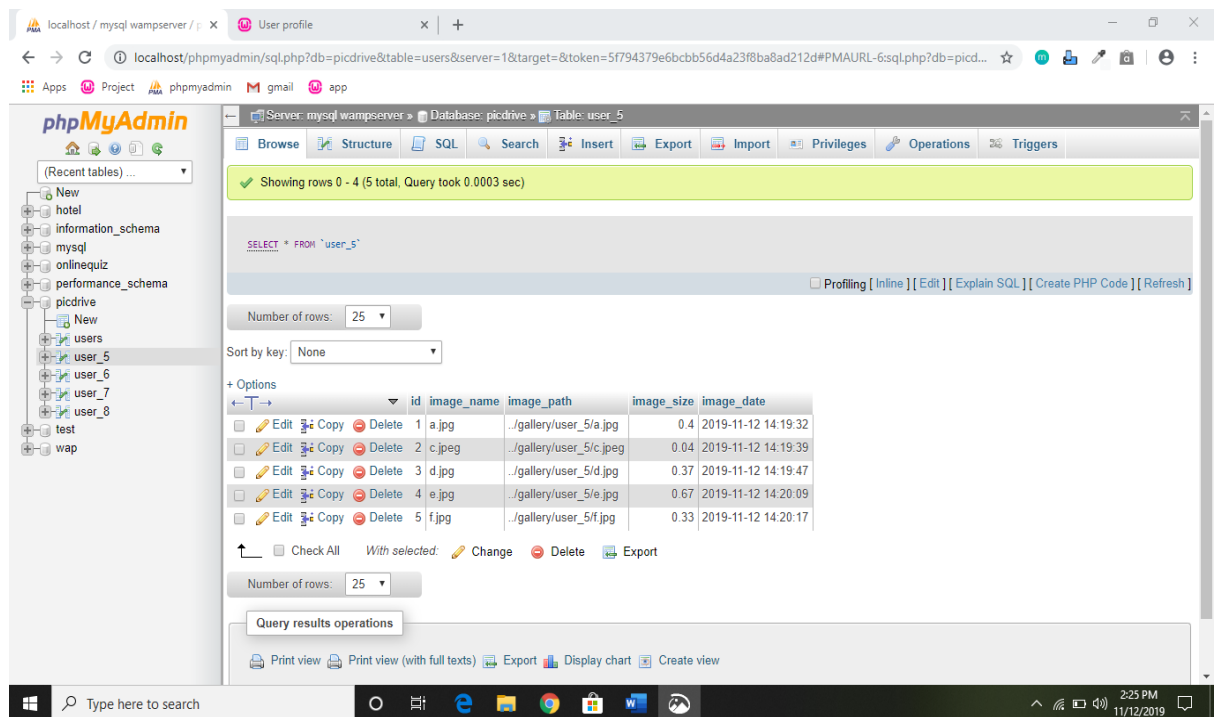 localhost / mysql wampserver / p
User profile
localhost/phpmyadmin/sql.php?db=picdrive&table=users&server=1&target=&token=5f794379e6bcbb56d4a23f8ba8ad212d#PMAURL-6:sql.php?db=picd...
Apps Project phpmyadmin gmail app
phpMyAdmin
(Recent tables) ...
New
hotel
information_schema
mysql
onlinequiz
performance_schema
picdrive
New
users
user_5
user_6
user_7
user_8
test
wap
Server: mysql wampserver » Database: picdrive » Table: user_5
Browse Structure SQL Search Insert Export Import Privileges Operations Triggers
Showing rows 0 - 4 (5 total, Query took 0.0003 sec)
SELECT * FROM `user_5`
Profiling [ Inline ] [ Edit ] [ Explain SQL ] [ Create PHP Code ] [ Refresh ]
Number of rows: 25
Sort by key: None
+ Options
←T→ id image_name image_path image_size image_date
Edit Copy Delete 1 a.jpg ../gallery/user_5/a.jpg 0.4 2019-11-12 14:19:32
Edit Copy Delete 2 c.jpeg ../gallery/user_5/c.jpeg 0.04 2019-11-12 14:19:39
Edit Copy Delete 3 d.jpg ../gallery/user_5/d.jpg 0.37 2019-11-12 14:19:47
Edit Copy Delete 4 e.jpg ../gallery/user_5/e.jpg 0.67 2019-11-12 14:20:09
Edit Copy Delete 5 f.jpg ../gallery/user_5/f.jpg 0.33 2019-11-12 14:20:17
Check All With selected: Change Delete Export
Number of rows: 25
Query results operations
Print view Print view (with full texts) Export Display chart Create view
Type here to search
2:25 PM
11/12/2019